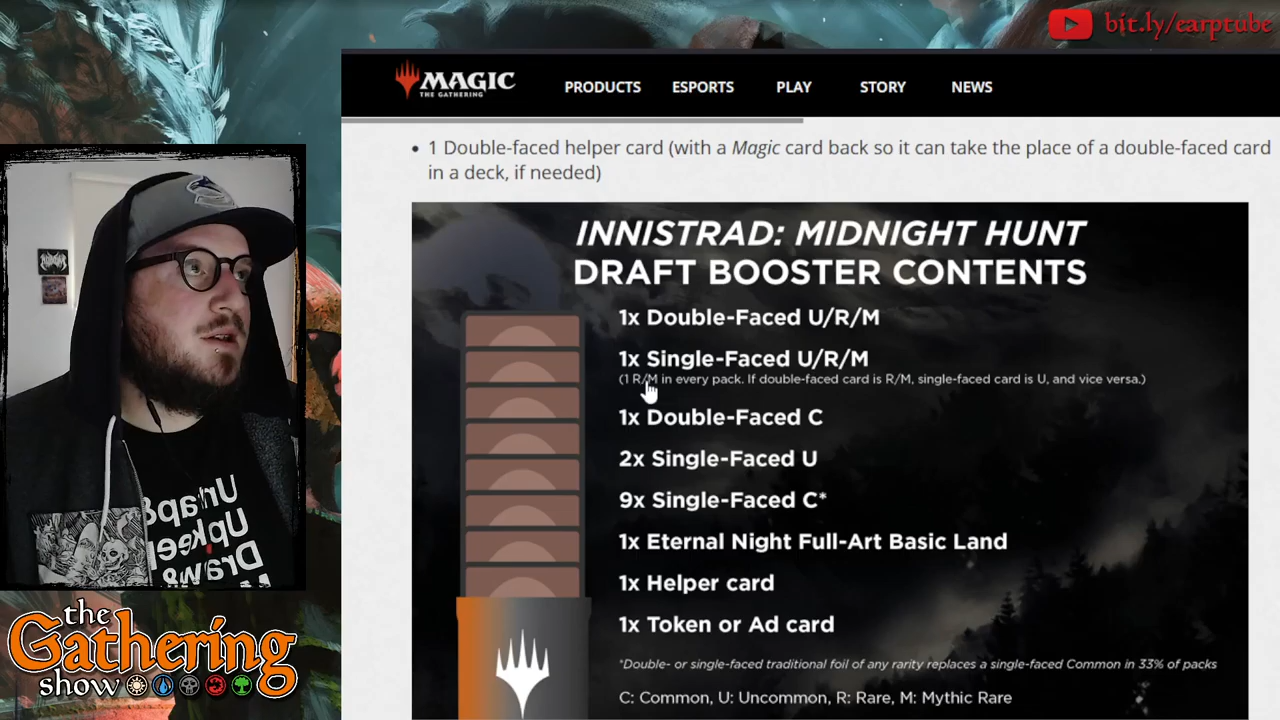 bit.ly/earptube
MAGIC
THE GATHERING
PRODUCTS ESPORTS PLAY STORY NEWS
• 1 Double-faced helper card (with a Magic card back so it can take the place of a double-faced card
in a deck, if needed)
INNISTRAD: MIDNIGHT HUNT
DRAFT BOOSTER CONTENTS
1x Double-Faced U/R/M
1x Single-Faced U/R/M
(1 R/M in every pack. If double-faced card is R/M, single-faced card is U, and vice versa.)
1x Double-Faced C
2x Single-Faced U
9x Single-Faced C*
1x Eternal Night Full-Art Basic Land
1x Helper card
1x Token or Ad card
*Double- or single-faced traditional foil of any rarity replaces a single-faced Common in 33% of packs
C: Common, U: Uncommon, R: Rare, M: Mythic Rare
the
Gathering
show